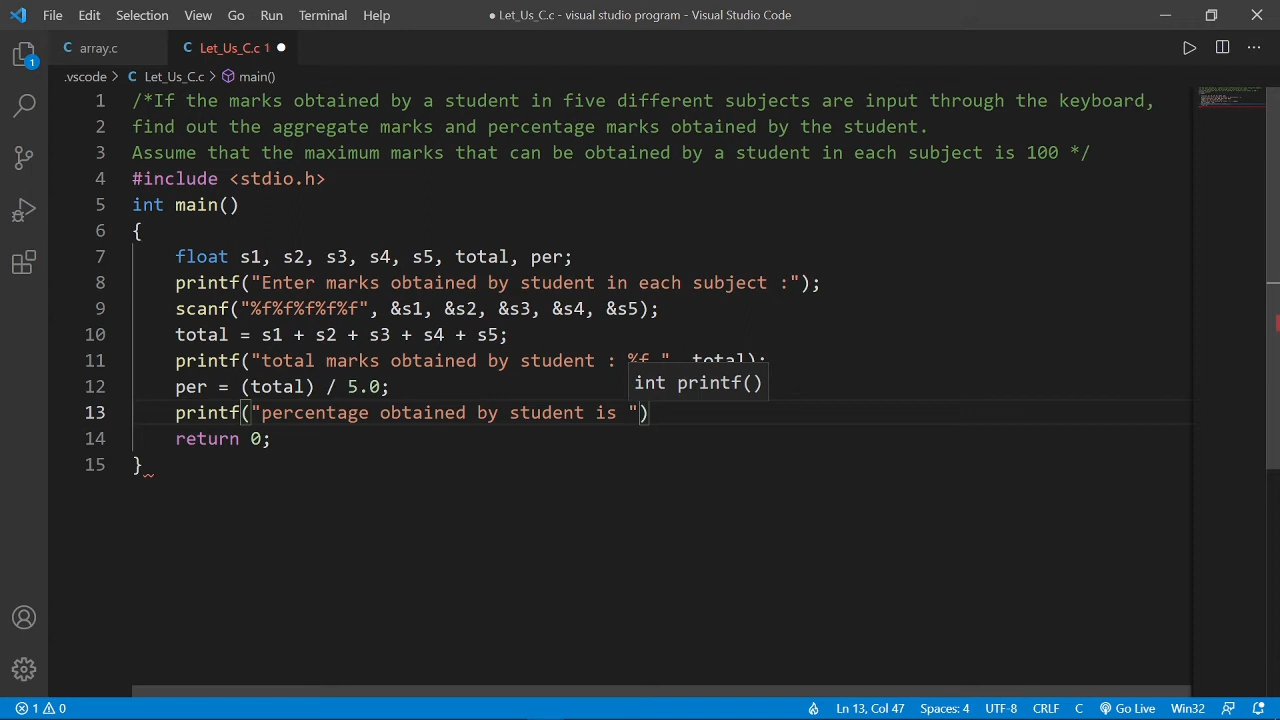 File Edit Selection View Go Run Terminal Help ● Let_Us_C.c - visual studio program - Visual Studio Code
C array.c C Let_Us_C.c 1 ●
.vscode > C Let_Us_C.c > main()
1 /*If the marks obtained by a student in five different subjects are input through the keyboard,
2 find out the aggregate marks and percentage marks obtained by the student.
3 Assume that the maximum marks that can be obtained by a student in each subject is 100 */
4 #include <stdio.h>
5 int main()
6 {
7 float s1, s2, s3, s4, s5, total, per;
8 printf("Enter marks obtained by student in each subject :");
9 scanf("%f%f%f%f%f", &s1, &s2, &s3, &s4, &s5);
10 total = s1 + s2 + s3 + s4 + s5;
11 printf("total marks obtained by student : %f ", total);
int printf()
12 per = (total) / 5.0;
13 printf("percentage obtained by student is ")
14 return 0;
15 }
1
1 0 Ln 13, Col 47 Spaces: 4 UTF-8 CRLF C Go Live Win32